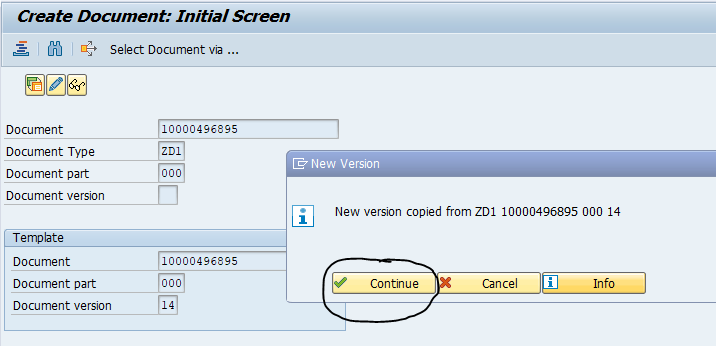 Create Document: Initial Screen
Select Document via ...
Document 10000496895
Document Type ZD1
Document part 000
Document version
New Version
New version copied from ZD1 10000496895 000 14
Continue Cancel Info
Template
Document 10000496895
Document part 000
Document version 14